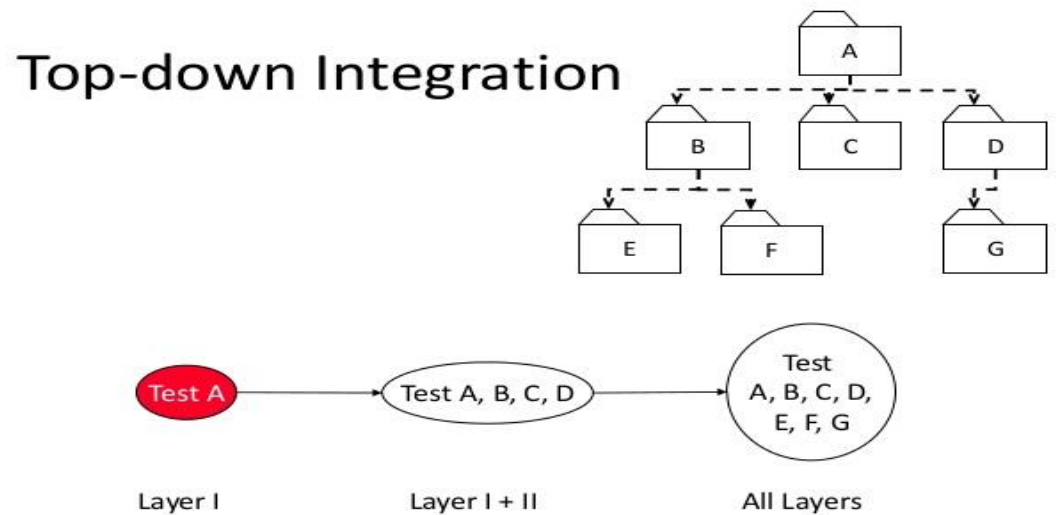 Top-down Integration
A
B
C
D
E
F
G
Test A
Test A, B, C, D
Test
A, B, C, D,
E, F, G
Layer I
Layer I + II
All Layers